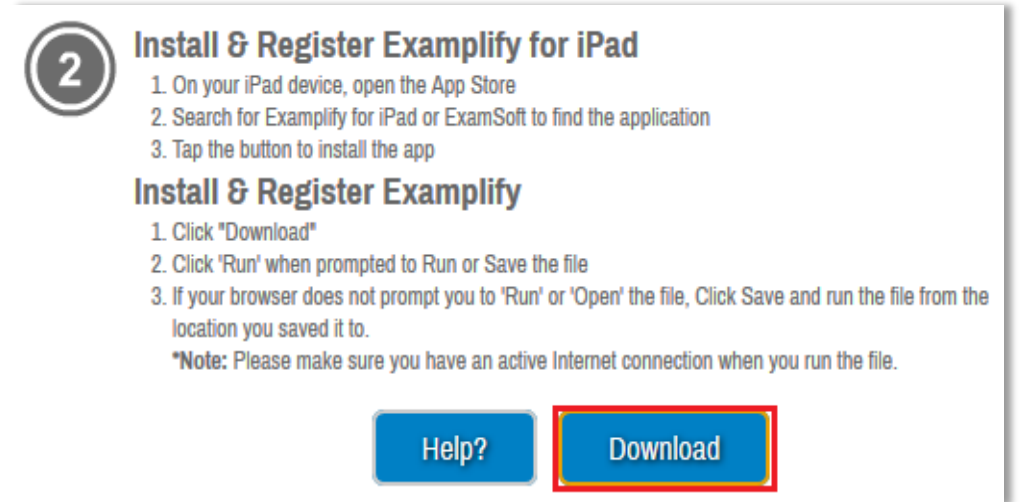 2
Install & Register Examplify for iPad
1. On your iPad device, open the App Store
2. Search for Examplify for iPad or ExamSoft to find the application
3. Tap the button to install the app
Install & Register Examplify
1. Click "Download"
2. Click 'Run' when prompted to Run or Save the file
3. If your browser does not prompt you to 'Run' or 'Open' the file, Click Save and run the file from the
location you saved it to.
*Note: Please make sure you have an active Internet connection when you run the file.
Help? Download